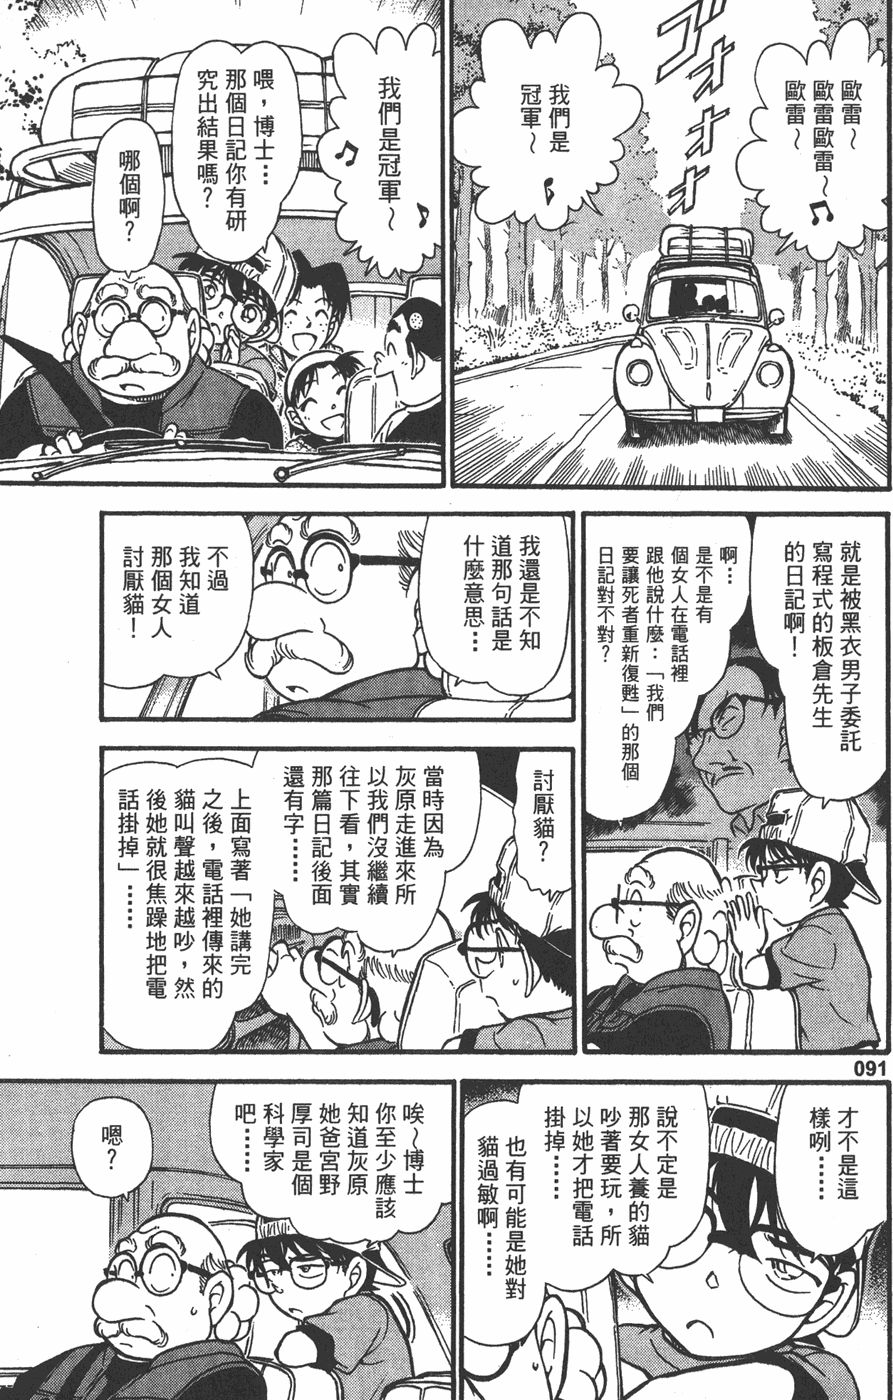 歐雷～
歐雷歐雷～
歐雷～♪
ゴオオオオ
我們是
冠軍～♪
我們是冠軍～♪
喂，博士…
那個日記你有研
究出結果嗎？
哪個啊？
就是被黑衣男子委託
寫程式的板倉先生
的日記啊！
啊…
是不是有
個女人在電話裡
跟他說什麼：「我們
要讓死者重新復甦」的那個
日記對不對？
我還是不知
道那句話是
什麼意思…
不過
我知道
那個女人
討厭貓！
討厭貓？
當時因為
灰原走進來所
以我們沒繼續
往下看，其實
那篇日記後面
還有字……
上面寫著「她講完
之後，電話裡傳來的
貓叫聲越來越吵，然
後她就很焦躁地把電
話掛掉」……
091
才不是這
樣咧……
說不定是
那女人養的貓
吵著要玩，所
以她才把電話
掛掉……
也有可能是她對
貓過敏啊……
唉～博士
你至少應該
知道灰原
她爸宮野
厚司是個
科學家
吧……
嗯？